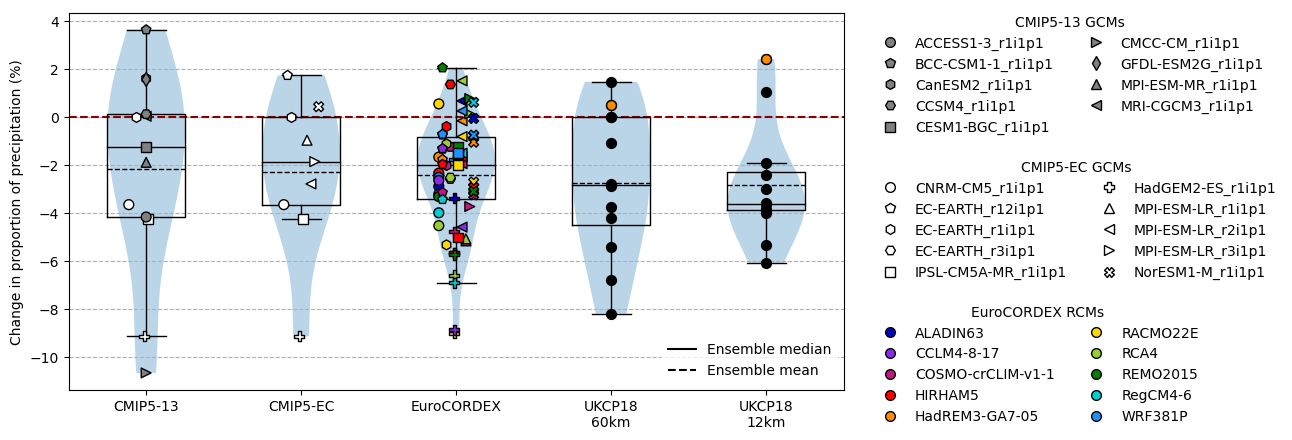 Change in proportion of precipitation (%)
4
2
0
−2
−4
−6
−8
−10
CMIP5-13
CMIP5-EC
EuroCORDEX
UKCP18
60km
UKCP18
12km
Ensemble median
Ensemble mean
CMIP5-13 GCMs
ACCESS1-3_r1i1p1
BCC-CSM1-1_r1i1p1
CanESM2_r1i1p1
CCSM4_r1i1p1
CESM1-BGC_r1i1p1
CMCC-CM_r1i1p1
GFDL-ESM2G_r1i1p1
MPI-ESM-MR_r1i1p1
MRI-CGCM3_r1i1p1
CMIP5-EC GCMs
CNRM-CM5_r1i1p1
EC-EARTH_r12i1p1
EC-EARTH_r1i1p1
EC-EARTH_r3i1p1
IPSL-CM5A-MR_r1i1p1
HadGEM2-ES_r1i1p1
MPI-ESM-LR_r1i1p1
MPI-ESM-LR_r2i1p1
MPI-ESM-LR_r3i1p1
NorESM1-M_r1i1p1
EuroCORDEX RCMs
ALADIN63
CCLM4-8-17
COSMO-crCLIM-v1-1
HIRHAM5
HadREM3-GA7-05
RACMO22E
RCA4
REMO2015
RegCM4-6
WRF381P